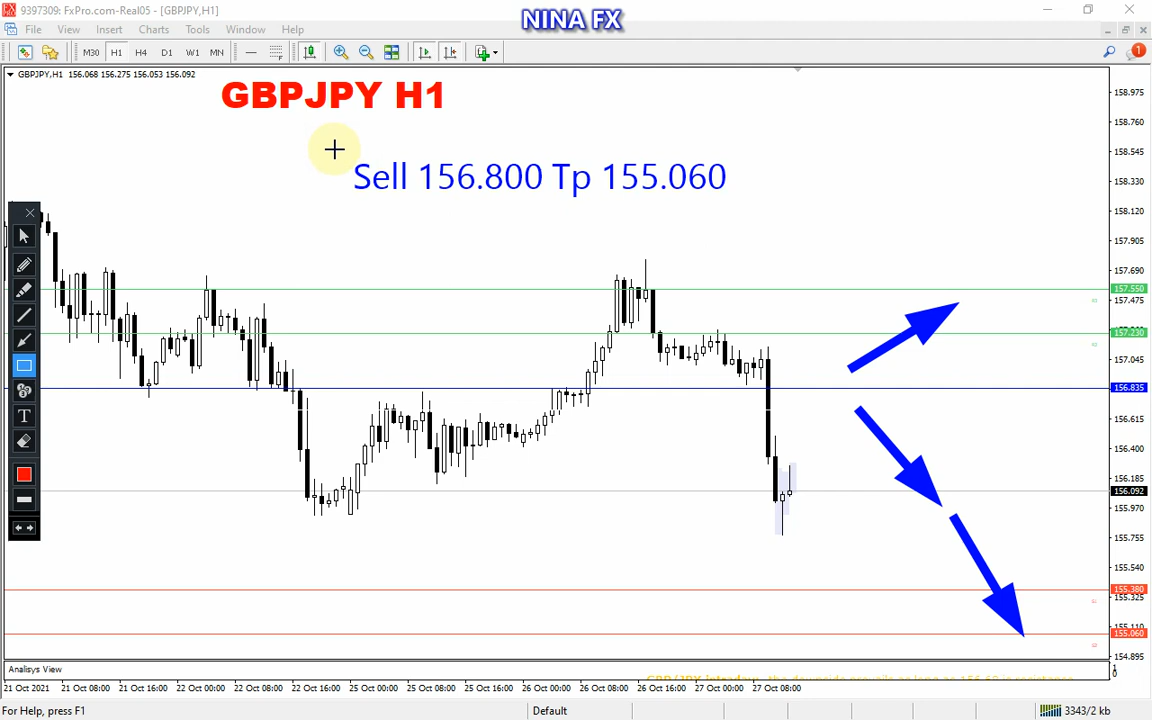 9397309: FxPro.com-Real05 - [GBPJPY,H1]
NINA FX
File View Insert Charts Tools Window Help
M30 H1 H4 D1 W1 MN
1
GBPJPY,H1 156.068 156.275 156.053 156.092
GBPJPY H1
Sell 156.800 Tp 155.060
158.975
158.760
158.545
158.330
158.120
157.905
157.690
157.550
157.475
157.230
157.045
156.835
156.615
156.400
156.185
156.092
155.970
155.755
155.540
155.380
155.325
155.110
155.060
154.895
T
Analisys View
1
0
21 Oct 2021 21 Oct 08:00 21 Oct 16:00 22 Oct 00:00 22 Oct 08:00 22 Oct 16:00 25 Oct 00:00 25 Oct 08:00 25 Oct 16:00 26 Oct 00:00 26 Oct 08:00 26 Oct 16:00 27 Oct 00:00 27 Oct 08:00
For Help, press F1
Default
3343/2 kb